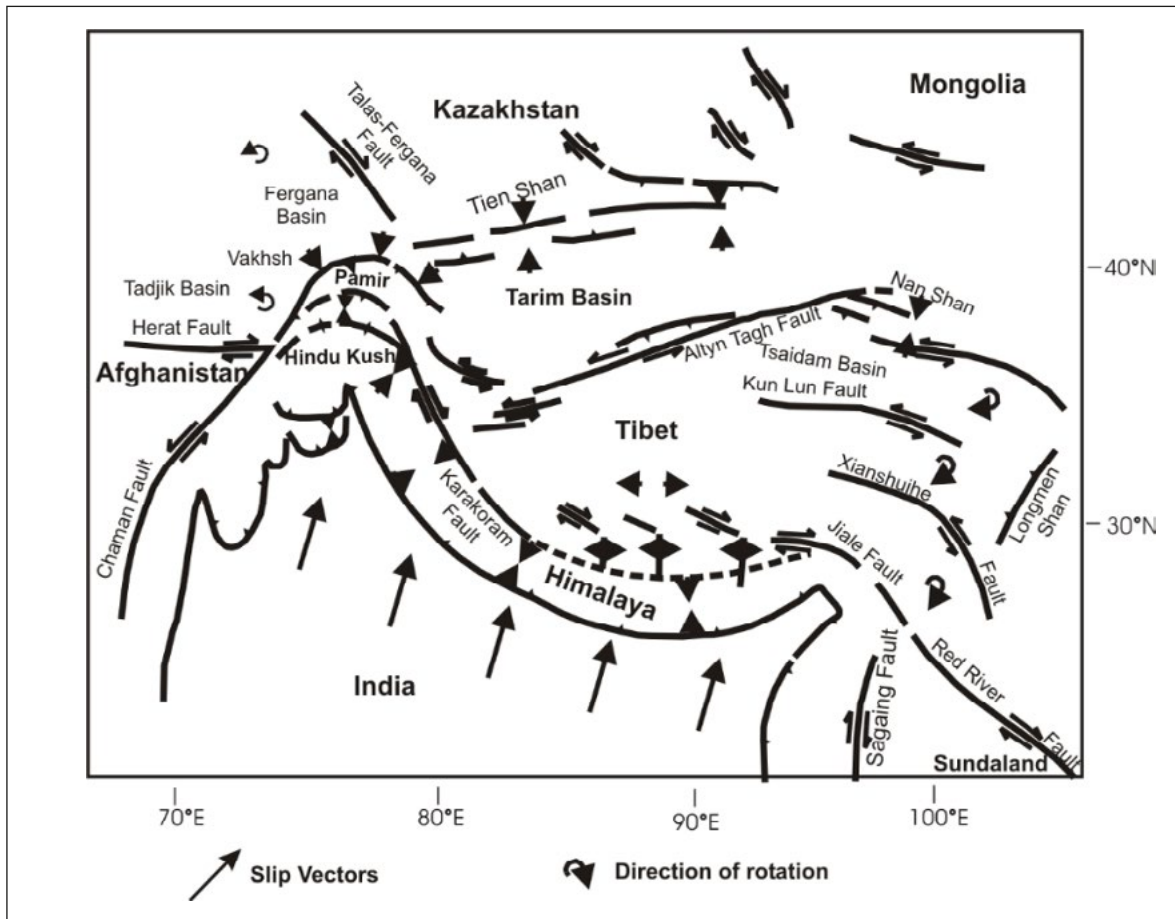 Mongolia
Kazakhstan
Talas-Fergana
Fault
Fergana
Basin
Tien Shan
Vakhsh
Pamir
40°N
Tarim Basin
Nan Shan
Tadjik Basin
Herat Fault
Altyn Tagh Fault
Hindu Kush
Tsaidam Basin
Afghanistan
Kun Lun Fault
Tibet
Xianshuihe
Fault
Longmen
Shan
Chaman Fault
Karakoram
Fault
30°N
Jiale Fault
Himalaya
India
Sagaing Fault
Red River
Fault
Sundaland
70°E
80°E
90°E
100°E
Slip Vectors
Direction of rotation